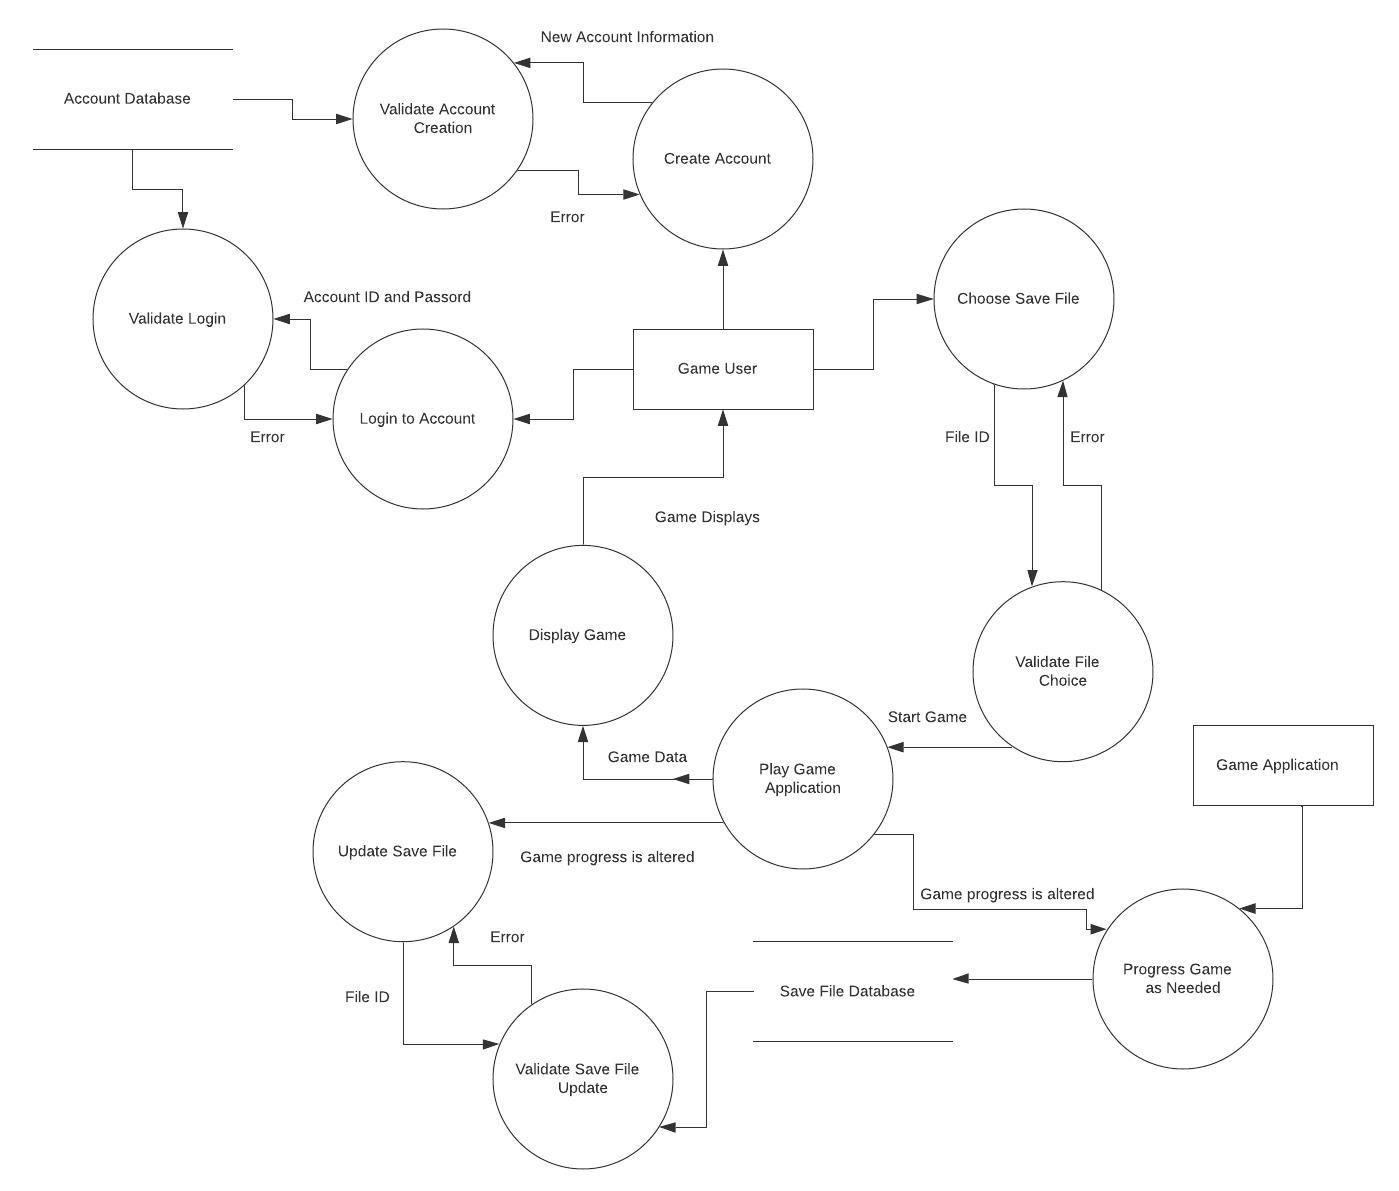 New Account Information
Account Database
Validate Account
Creation
Create Account
Error
Account ID and Passord
Choose Save File
Validate Login
Game User
Login to Account
Error
File ID
Error
Game Displays
Display Game
Validate File
Choice
Start Game
Game Data
Play Game
Application
Game Application
Update Save File
Game progress is altered
Game progress is altered
Error
Progress Game
as Needed
File ID
Save File Database
Validate Save File
Update